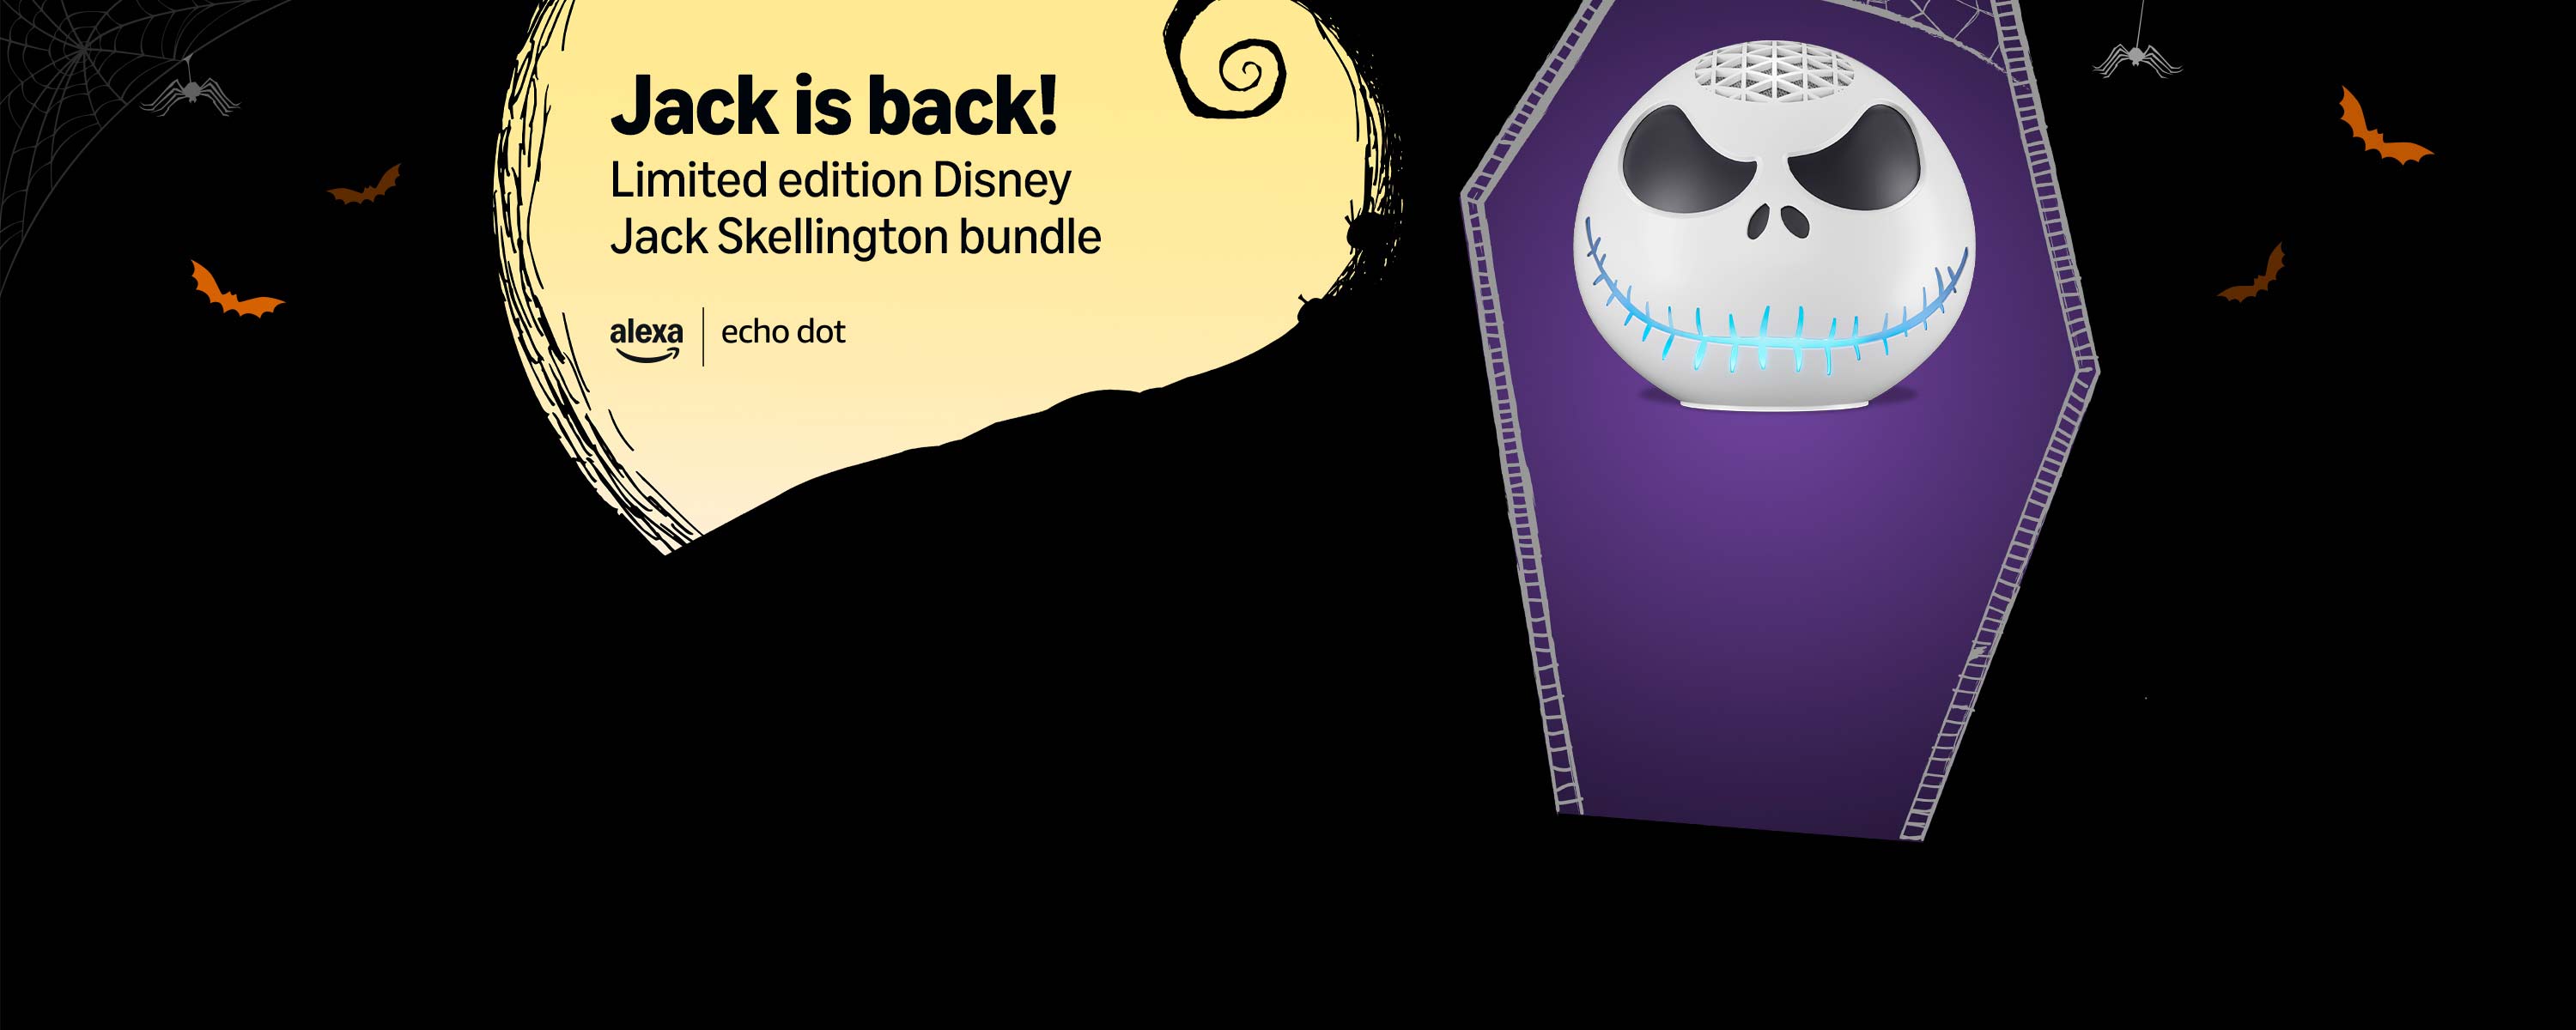 Jack is back!
Limited edition Disney
Jack Skellington bundle
alexa | echo dot